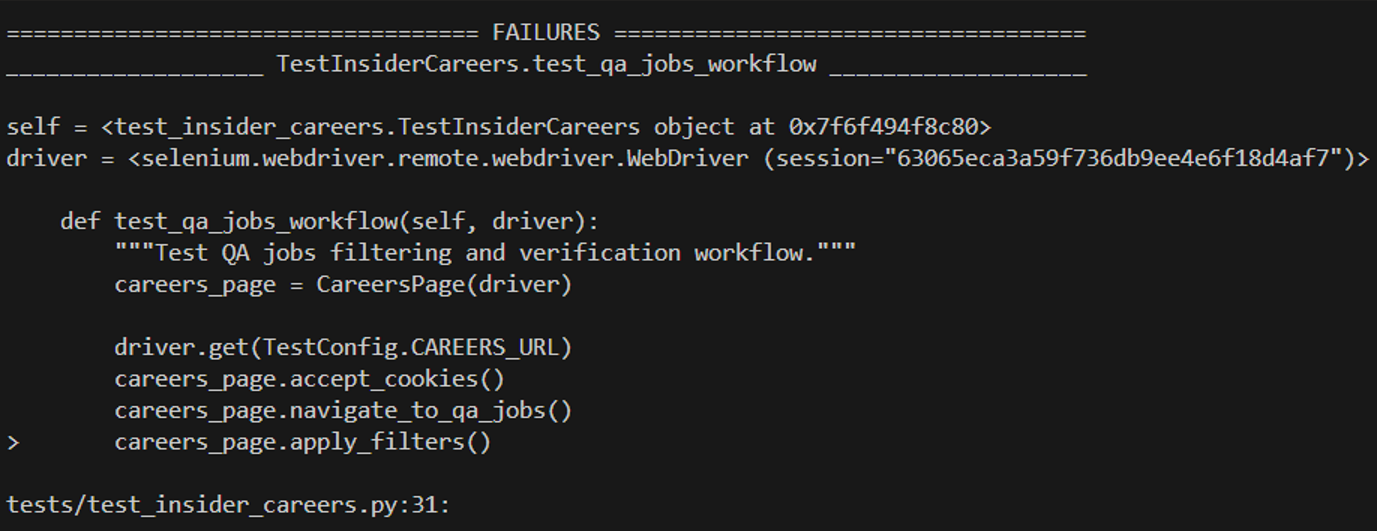 =================================== FAILURES ===================================
___________________ TestInsiderCareers.test_qa_jobs_workflow ___________________

self = <test_insider_careers.TestInsiderCareers object at 0x7f6f494f8c80>
driver = <selenium.webdriver.remote.webdriver.WebDriver (session="63065eca3a59f736db9ee4e6f18d4af7")>

    def test_qa_jobs_workflow(self, driver):
        """Test QA jobs filtering and verification workflow."""
        careers_page = CareersPage(driver)

        driver.get(TestConfig.CAREERS_URL)
        careers_page.accept_cookies()
        careers_page.navigate_to_qa_jobs()
>       careers_page.apply_filters()

tests/test_insider_careers.py:31: